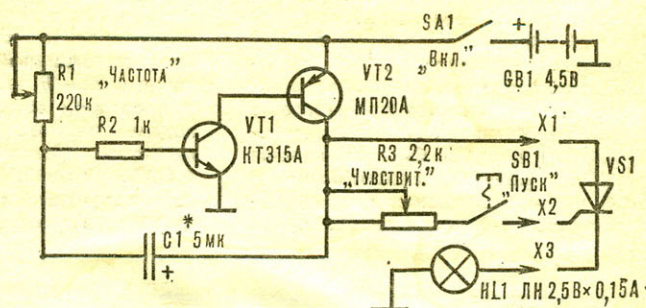 SA1
„Вкл."
+
GB1 4,5В
R1
„Частота"
220к
VT2
МП20А
R2 1к
VT1
КТ315А
R3 2,2к
„Чувствит."
X1
SB1
„Пуск"
VS1
X2
*
C1 5мк
+
X3
HL1 ЛН 2,5В×0,15А